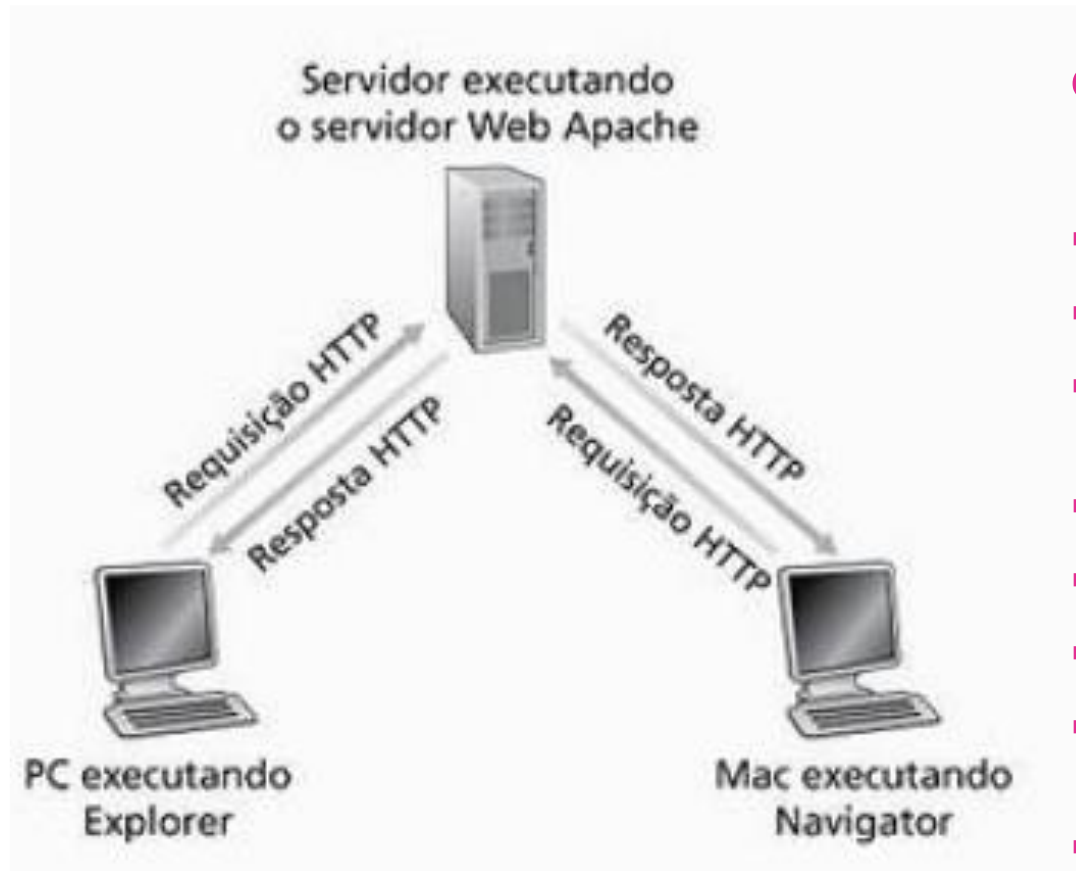 Servidor executando
o servidor Web Apache
Requisição HTTP
Resposta HTTP
Resposta HTTP
Requisição HTTP
PC executando
Explorer
Mac executando
Navigator